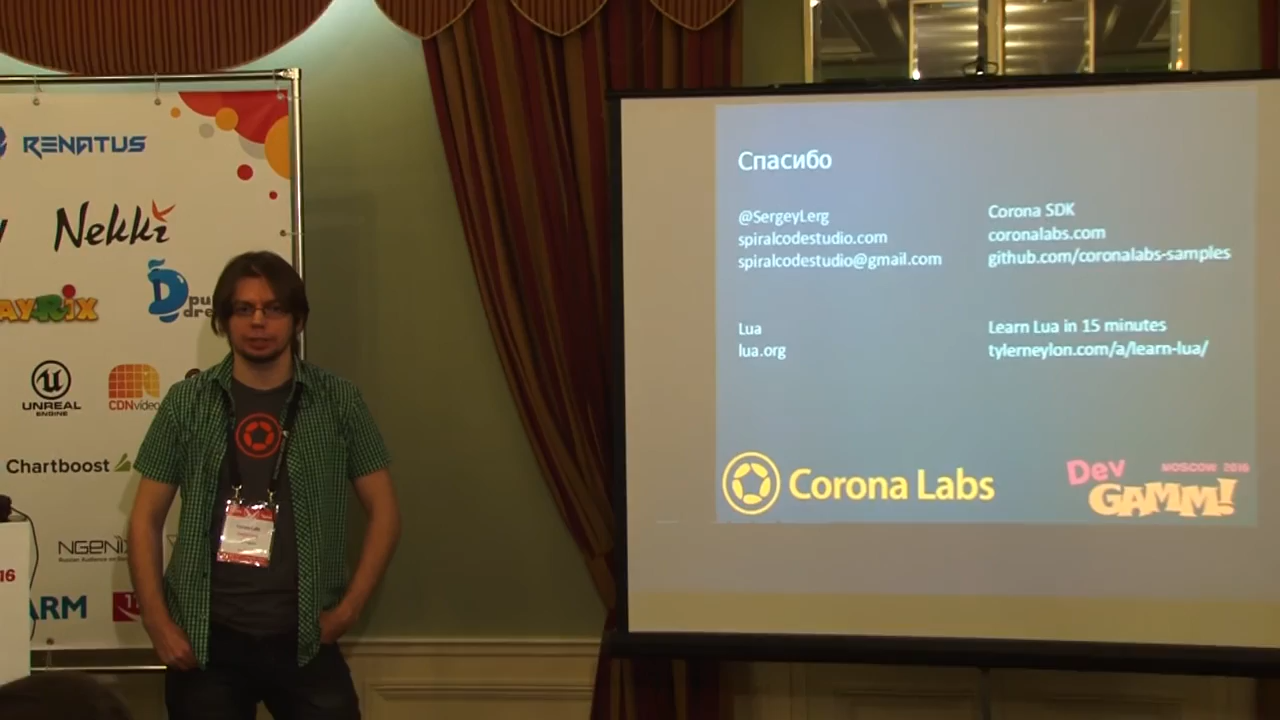 RENATUS
Nekki
UNREAL
ENGINE
CDNvideo
Chartboost
NGENIX
ARM
16
Спасибо
@SergeyLerg
spiralcodestudio.com
spiralcodestudio@gmail.com
Lua
lua.org
Corona SDK
coronalabs.com
github.com/coronalabs-samples
Learn Lua in 15 minutes
tylerneylon.com/a/learn-lua/
Corona Labs
Dev
MOSCOW 2016
GAMM!